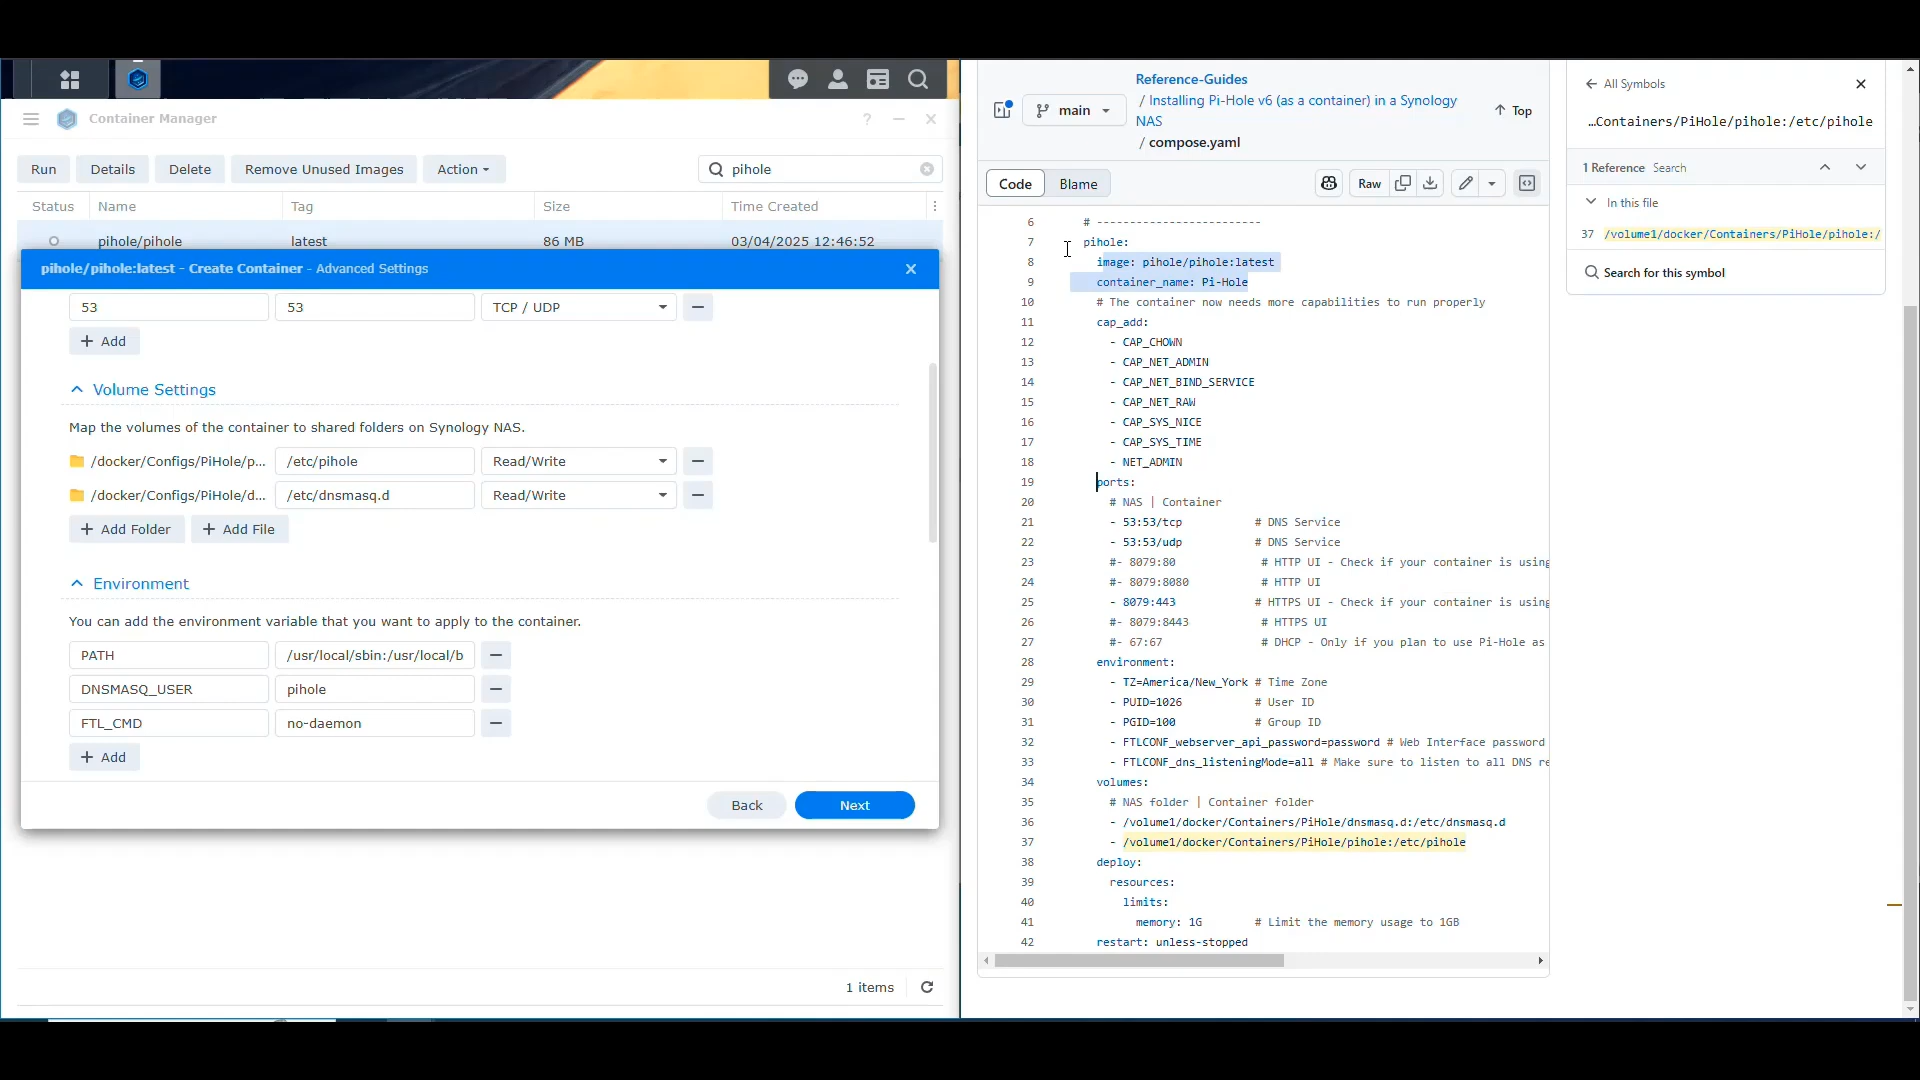 Container Manager
Run Details Delete Remove Unused Images Action pihole
Status Name Tag Size Time Created
pihole/pihole latest 86 MB 03/04/2025 12:46:52
pihole/pihole:latest - Create Container - Advanced Settings
53 53 TCP / UDP
Add
Volume Settings
Map the volumes of the container to shared folders on Synology NAS.
/docker/Configs/PiHole/p... /etc/pihole Read/Write
/docker/Configs/PiHole/d... /etc/dnsmasq.d Read/Write
Add Folder Add File
Environment
You can add the environment variable that you want to apply to the container.
PATH /usr/local/sbin:/usr/local/b
DNSMASQ_USER pihole
FTL_CMD no-daemon
Add
Back Next
1 items
main
Reference-Guides
/ Installing Pi-Hole v6 (as a container) in a Synology
NAS
/ compose.yaml
Top
Code Blame Raw
6 # -------------------------
7 pihole:
8 image: pihole/pihole:latest
9 container_name: Pi-Hole
10 # The container now needs more capabilities to run properly
11 cap_add:
12 - CAP_CHOWN
13 - CAP_NET_ADMIN
14 - CAP_NET_BIND_SERVICE
15 - CAP_NET_RAW
16 - CAP_SYS_NICE
17 - CAP_SYS_TIME
18 - NET_ADMIN
19 ports:
20 # NAS | Container
21 - 53:53/tcp # DNS Service
22 - 53:53/udp # DNS Service
23 #- 8079:80 # HTTP UI - Check if your container is using
24 #- 8079:8080 # HTTP UI
25 - 8079:443 # HTTPS UI - Check if your container is using
26 #- 8079:8443 # HTTPS UI
27 #- 67:67 # DHCP - Only if you plan to use Pi-Hole as
28 environment:
29 - TZ=America/New_York # Time Zone
30 - PUID=1026 # User ID
31 - PGID=100 # Group ID
32 - FTLCONF_webserver_api_password=password # Web Interface password
33 - FTLCONF_dns_listeningMode=all # Make sure to listen to all DNS re
34 volumes:
35 # NAS folder | Container folder
36 - /volume1/docker/Containers/PiHole/dnsmasq.d:/etc/dnsmasq.d
37 - /volume1/docker/Containers/PiHole/pihole:/etc/pihole
38 deploy:
39 resources:
40 limits:
41 memory: 1G # Limit the memory usage to 1GB
42 restart: unless-stopped
All Symbols
…Containers/PiHole/pihole:/etc/pihole
1 Reference Search
In this file
37 /volume1/docker/Containers/PiHole/pihole:/
Search for this symbol